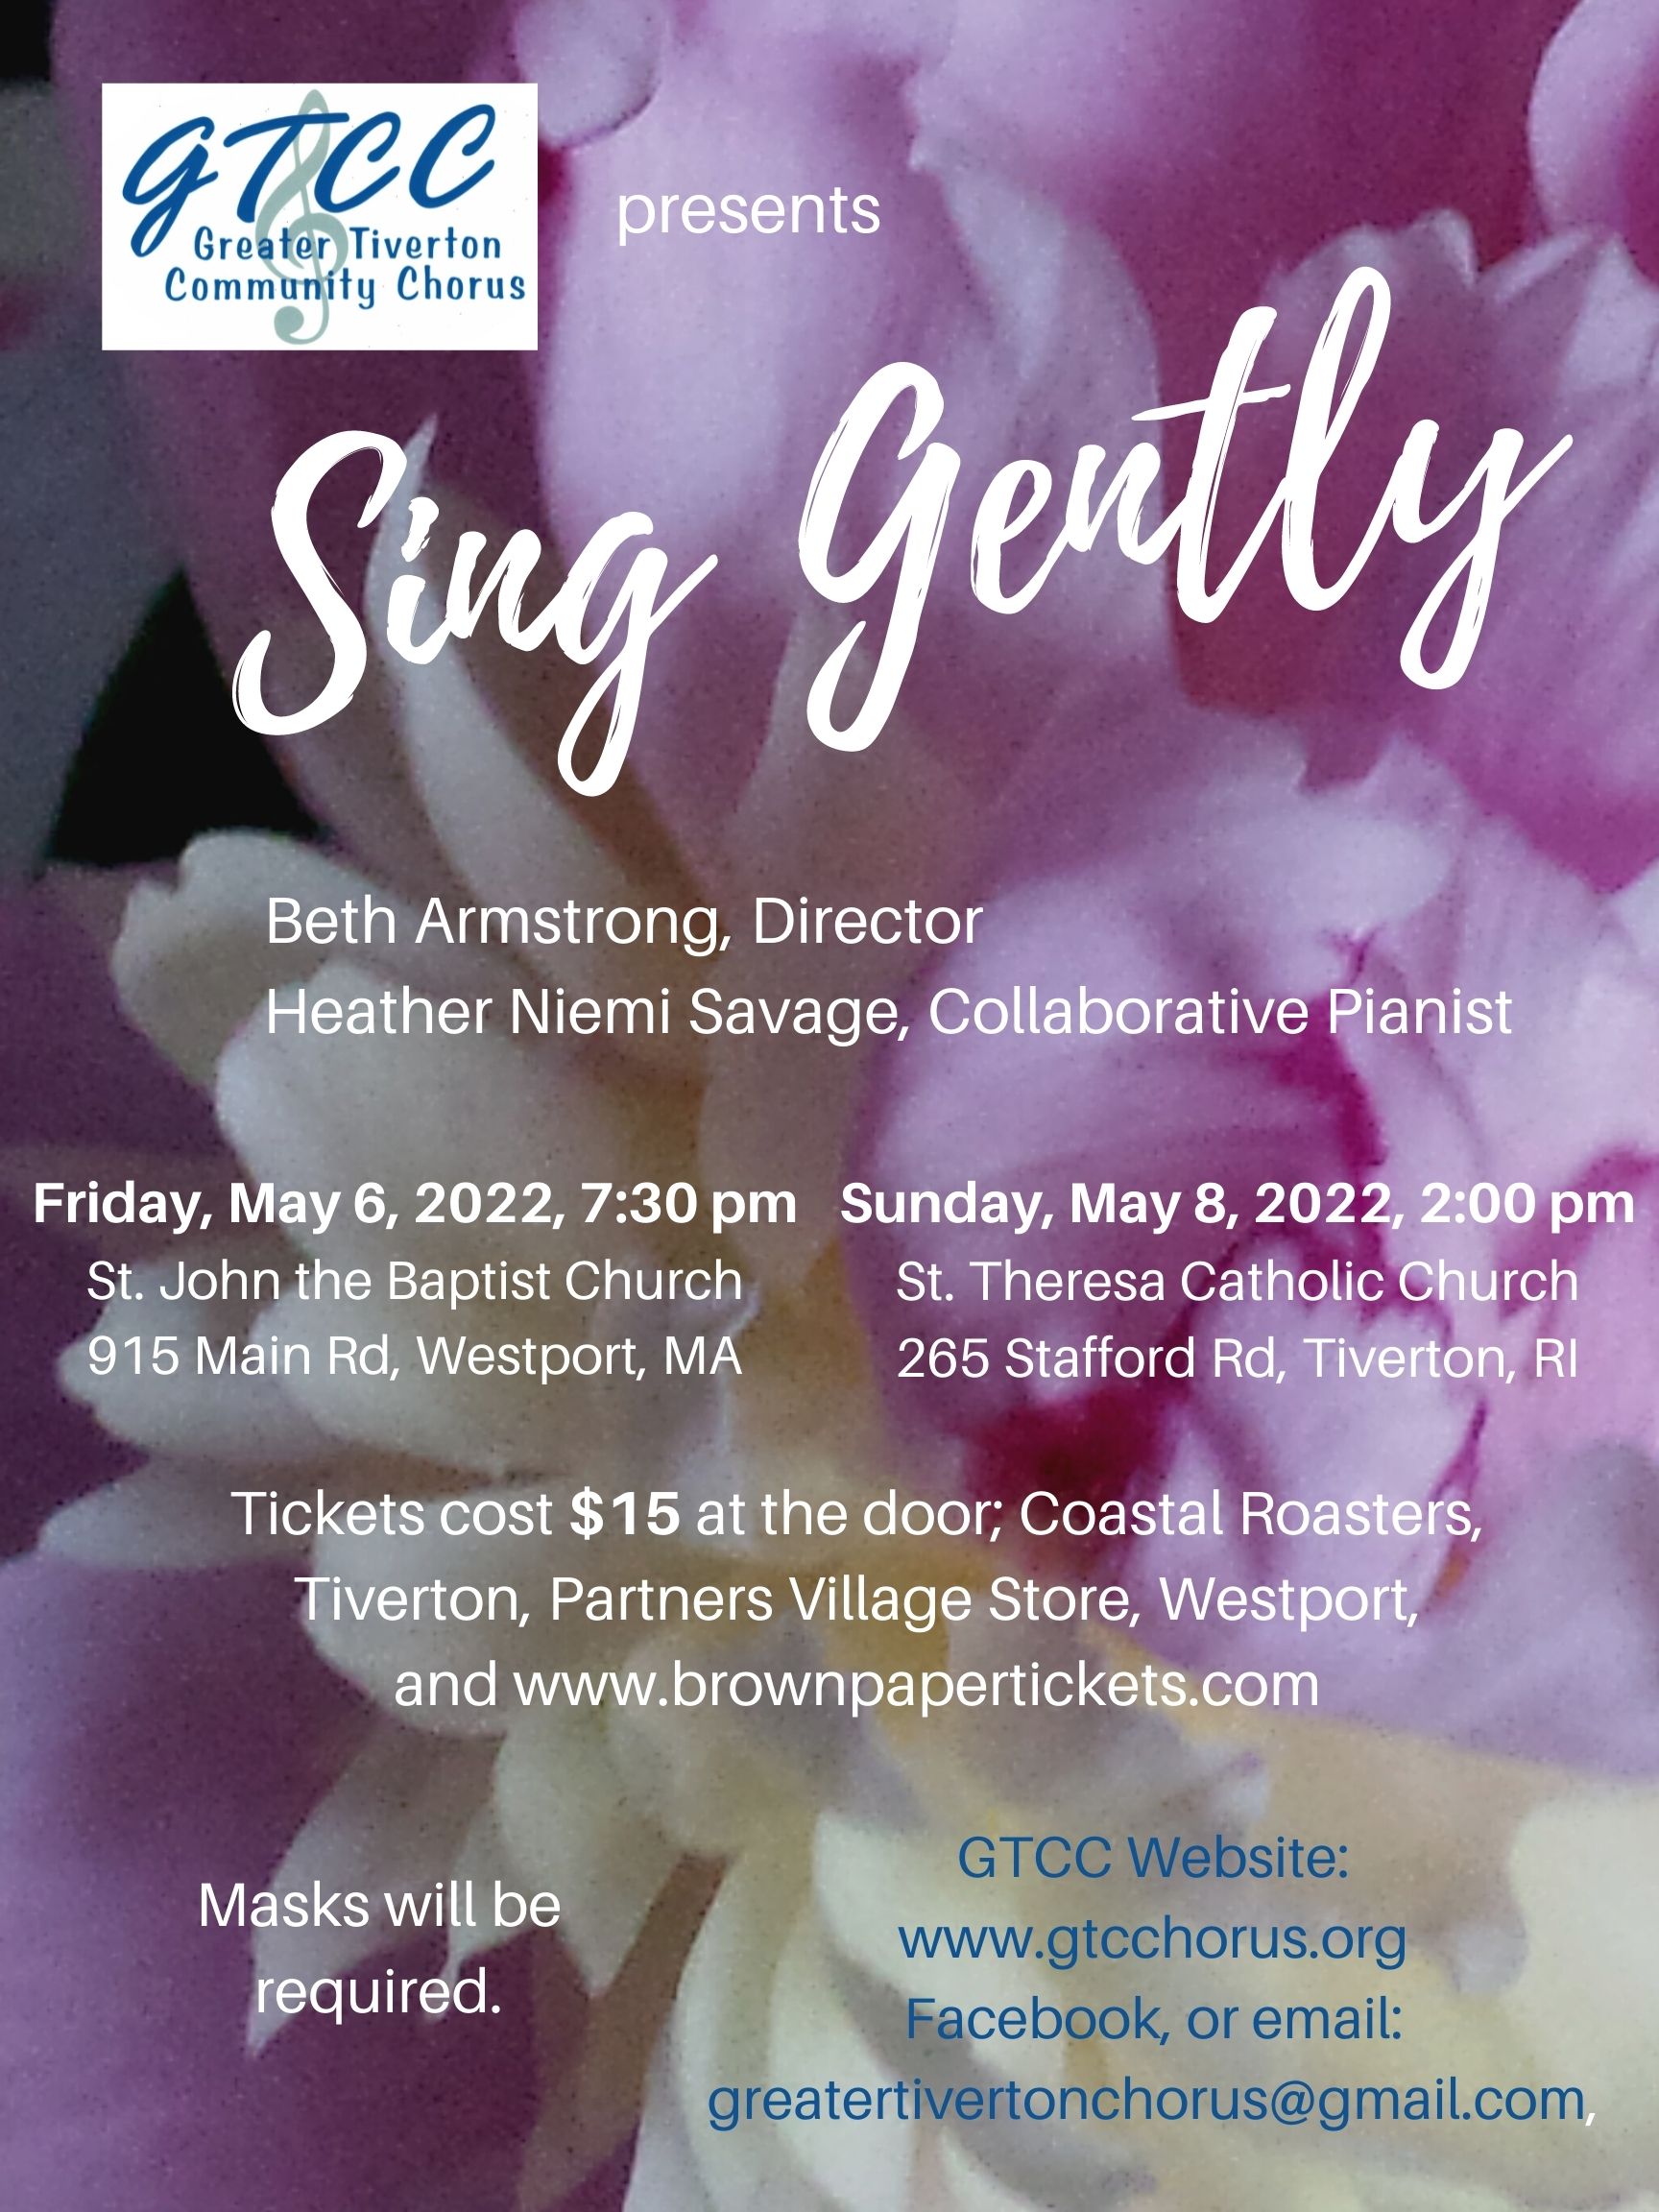 GTCC
Greater Tiverton
Community Chorus
presents
Sing Gently
Beth Armstrong, Director
Heather Niemi Savage, Collaborative Pianist
Friday, May 6, 2022, 7:30 pm
St. John the Baptist Church
915 Main Rd, Westport, MA
Sunday, May 8, 2022, 2:00 pm
St. Theresa Catholic Church
265 Stafford Rd, Tiverton, RI
Tickets cost $15 at the door; Coastal Roasters,
Tiverton, Partners Village Store, Westport,
and www.brownpapertickets.com
Masks will be
required.
GTCC Website:
www.gtcchorus.org
Facebook, or email:
greatertivertonchorus@gmail.com,